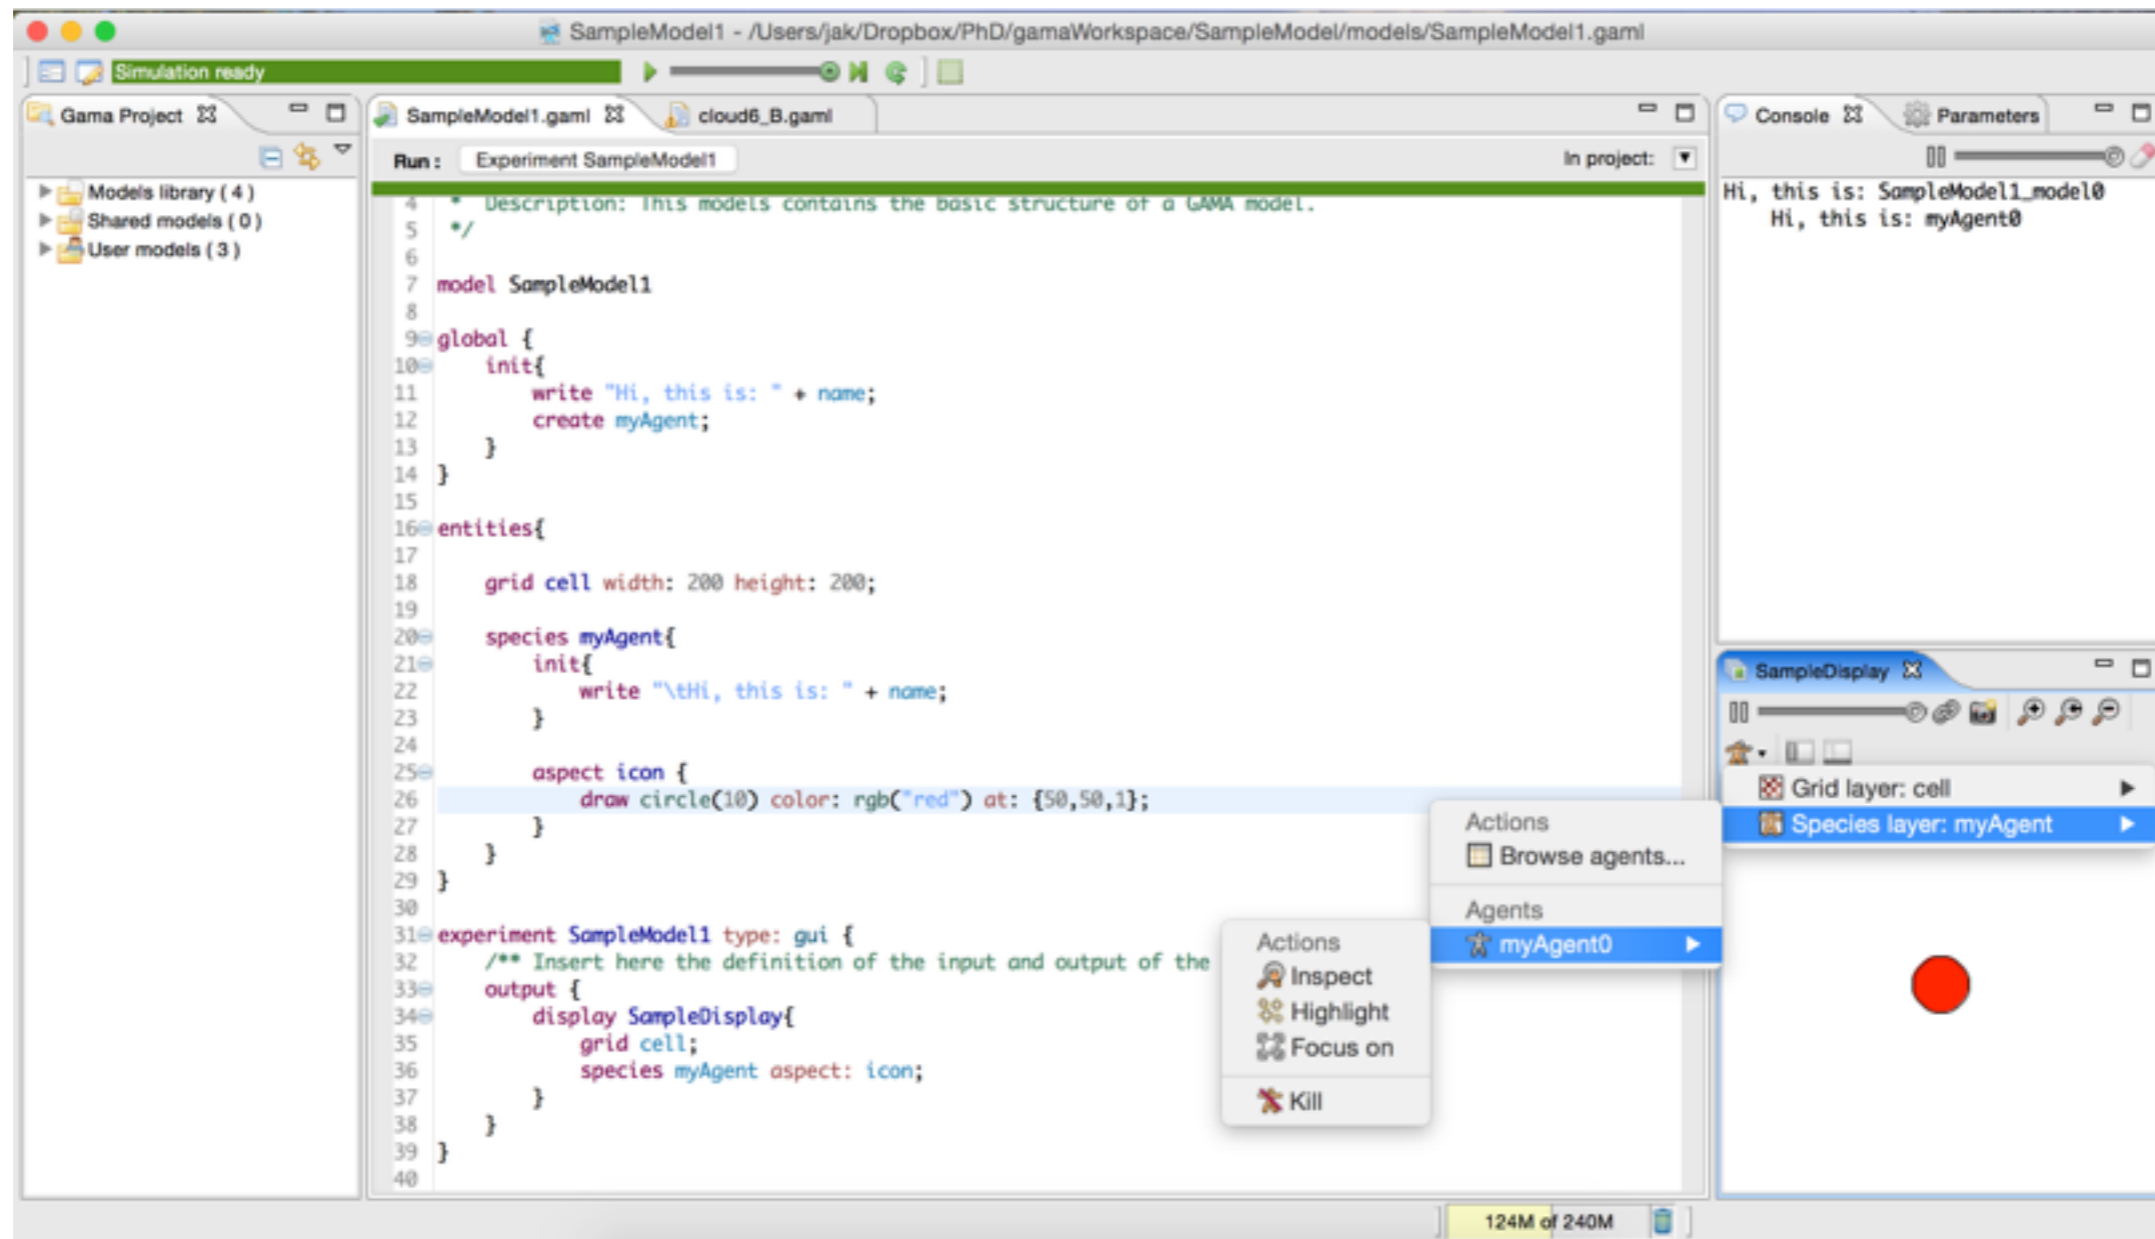 SampleModel1 - /Users/jak/Dropbox/PhD/gamaWorkspace/SampleModel/models/SampleModel1.gaml
Simulation ready
Gama Project
Models library ( 4 )
Shared models ( 0 )
User models ( 3 )
SampleModel1.gaml
cloud6_B.gaml
Run :
Experiment SampleModel1
In project:
4 * Description: This models contains the basic structure of a GAMA model.
5 */
6
7 model SampleModel1
8
9 global {
10 init{
11 write "Hi, this is: " + name;
12 create myAgent;
13 }
14 }
15
16 entities{
17
18 grid cell width: 200 height: 200;
19
20 species myAgent{
21 init{
22 write "\tHi, this is: " + name;
23 }
24
25 aspect icon {
26 draw circle(10) color: rgb("red") at: {50,50,1};
27 }
28 }
29 }
30
31 experiment SampleModel1 type: gui {
32 /** Insert here the definition of the input and output of the
33 output {
34 display SampleDisplay{
35 grid cell;
36 species myAgent aspect: icon;
37 }
38 }
39 }
40
Console
Parameters
Hi, this is: SampleModel1_model0
Hi, this is: myAgent0
SampleDisplay
Grid layer: cell
Species layer: myAgent
Actions
Browse agents...
Agents
myAgent0
Actions
Inspect
Highlight
Focus on
Kill
124M of 240M